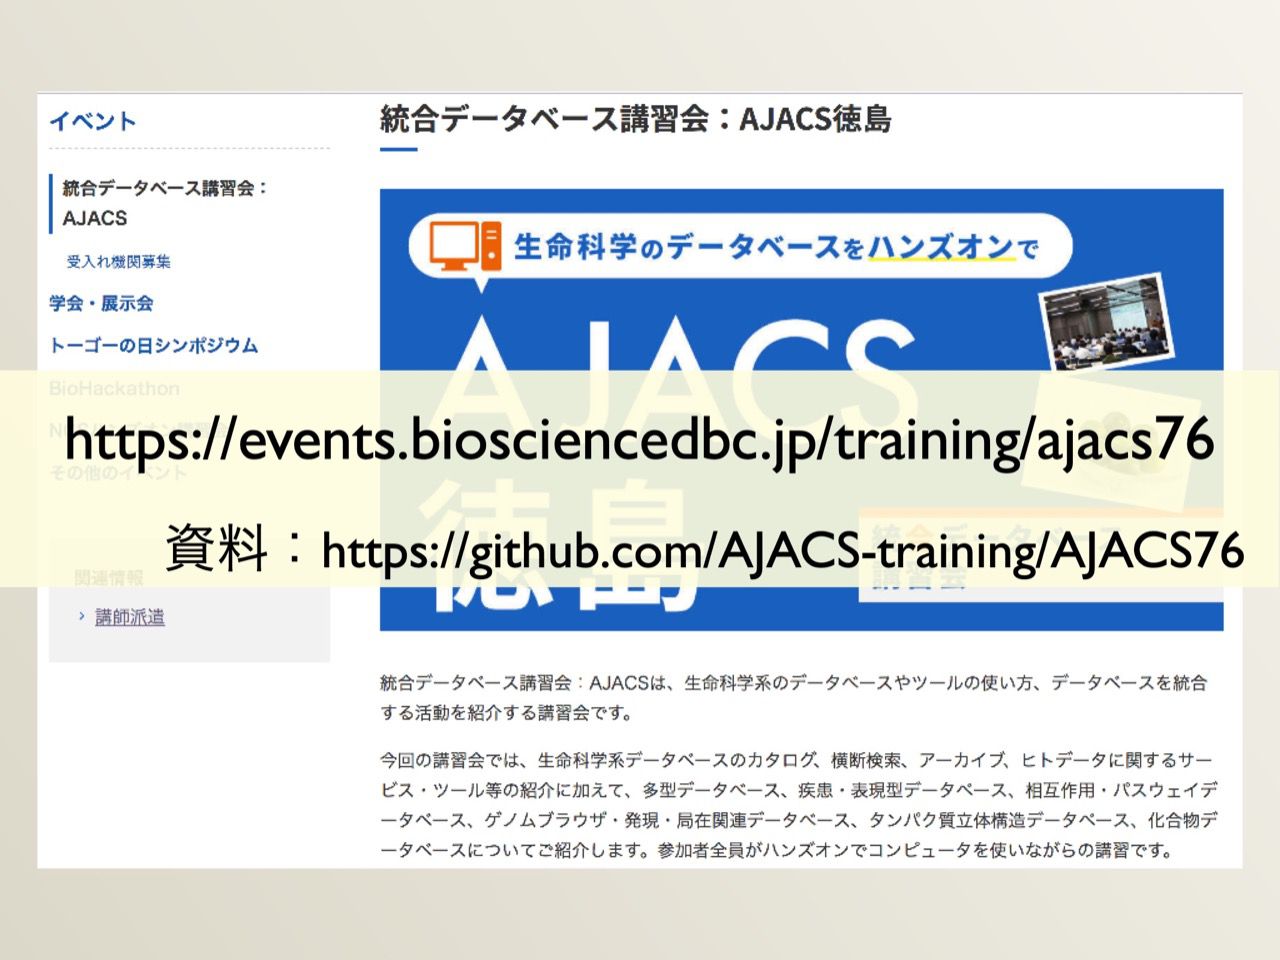 イベント
統合データベース講習会：
AJACS
受入れ機関募集
学会・展示会
トーゴーの日シンポジウム
BioHackathon
その他のイベント
関連情報
› 講師派遣
統合データベース講習会：AJACS徳島
生命科学のデータベースをハンズオンで
AJACS
徳島
統合データベース
講習会
https://events.biosciencedbc.jp/training/ajacs76
資料：https://github.com/AJACS-training/AJACS76
統合データベース講習会：AJACSは、生命科学系のデータベースやツールの使い方、データベースを統合
する活動を紹介する講習会です。
今回の講習会では、生命科学系データベースのカタログ、横断検索、アーカイブ、ヒトデータに関するサー
ビス・ツール等の紹介に加えて、多型データベース、疾患・表現型データベース、相互作用・パスウェイデ
ータベース、ゲノムブラウザ・発現・局在関連データベース、タンパク質立体構造データベース、化合物デ
ータベースについてご紹介します。参加者全員がハンズオンでコンピュータを使いながらの講習です。